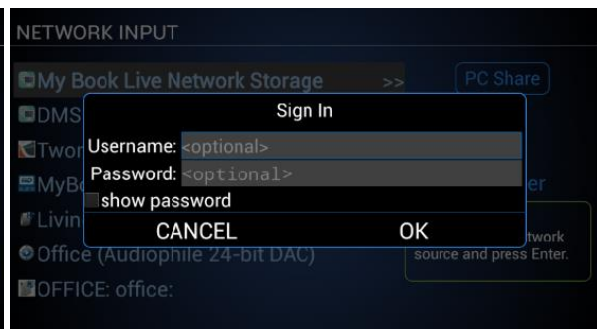 NETWORK INPUT
My Book Live Network Storage >> PC Share
DMS
Sign In
Username: <optional>
Password: <optional>
show password
CANCEL OK
Office (Audiophile 24-bit DAC)
source and press Enter.
OFFICE: office: